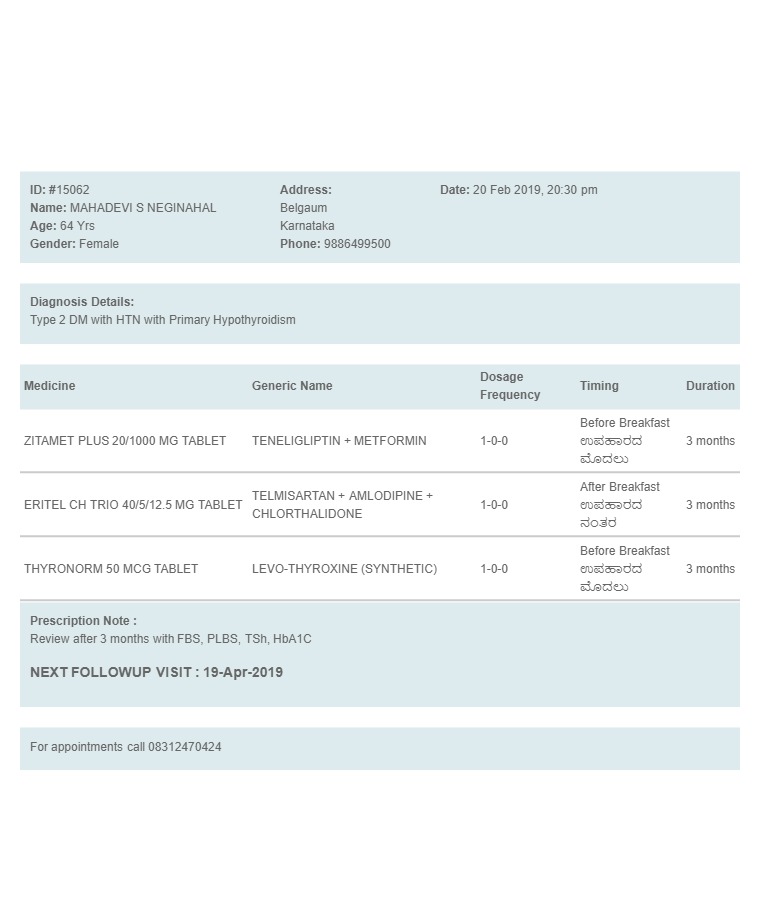 ID: #15062
Name: MAHADEVI S NEGINAHAL
Age: 64 Yrs
Gender: Female
Address:
Belgaum
Karnataka
Phone: 9886499500
Date: 20 Feb 2019, 20:30 pm
Diagnosis Details:
Type 2 DM with HTN with Primary Hypothyroidism
Medicine Generic Name Dosage Frequency Timing Duration
ZITAMET PLUS 20/1000 MG TABLET TENELIGLIPTIN + METFORMIN 1-0-0 Before Breakfast ಉಪಹಾರದ ಮೊದಲು 3 months
ERITEL CH TRIO 40/5/12.5 MG TABLET TELMISARTAN + AMLODIPINE + CHLORTHALIDONE 1-0-0 After Breakfast ಉಪಹಾರದ ನಂತರ 3 months
THYRONORM 50 MCG TABLET LEVO-THYROXINE (SYNTHETIC) 1-0-0 Before Breakfast ಉಪಹಾರದ ಮೊದಲು 3 months
Prescription Note :
Review after 3 months with FBS, PLBS, TSh, HbA1C
NEXT FOLLOWUP VISIT : 19-Apr-2019
For appointments call 08312470424